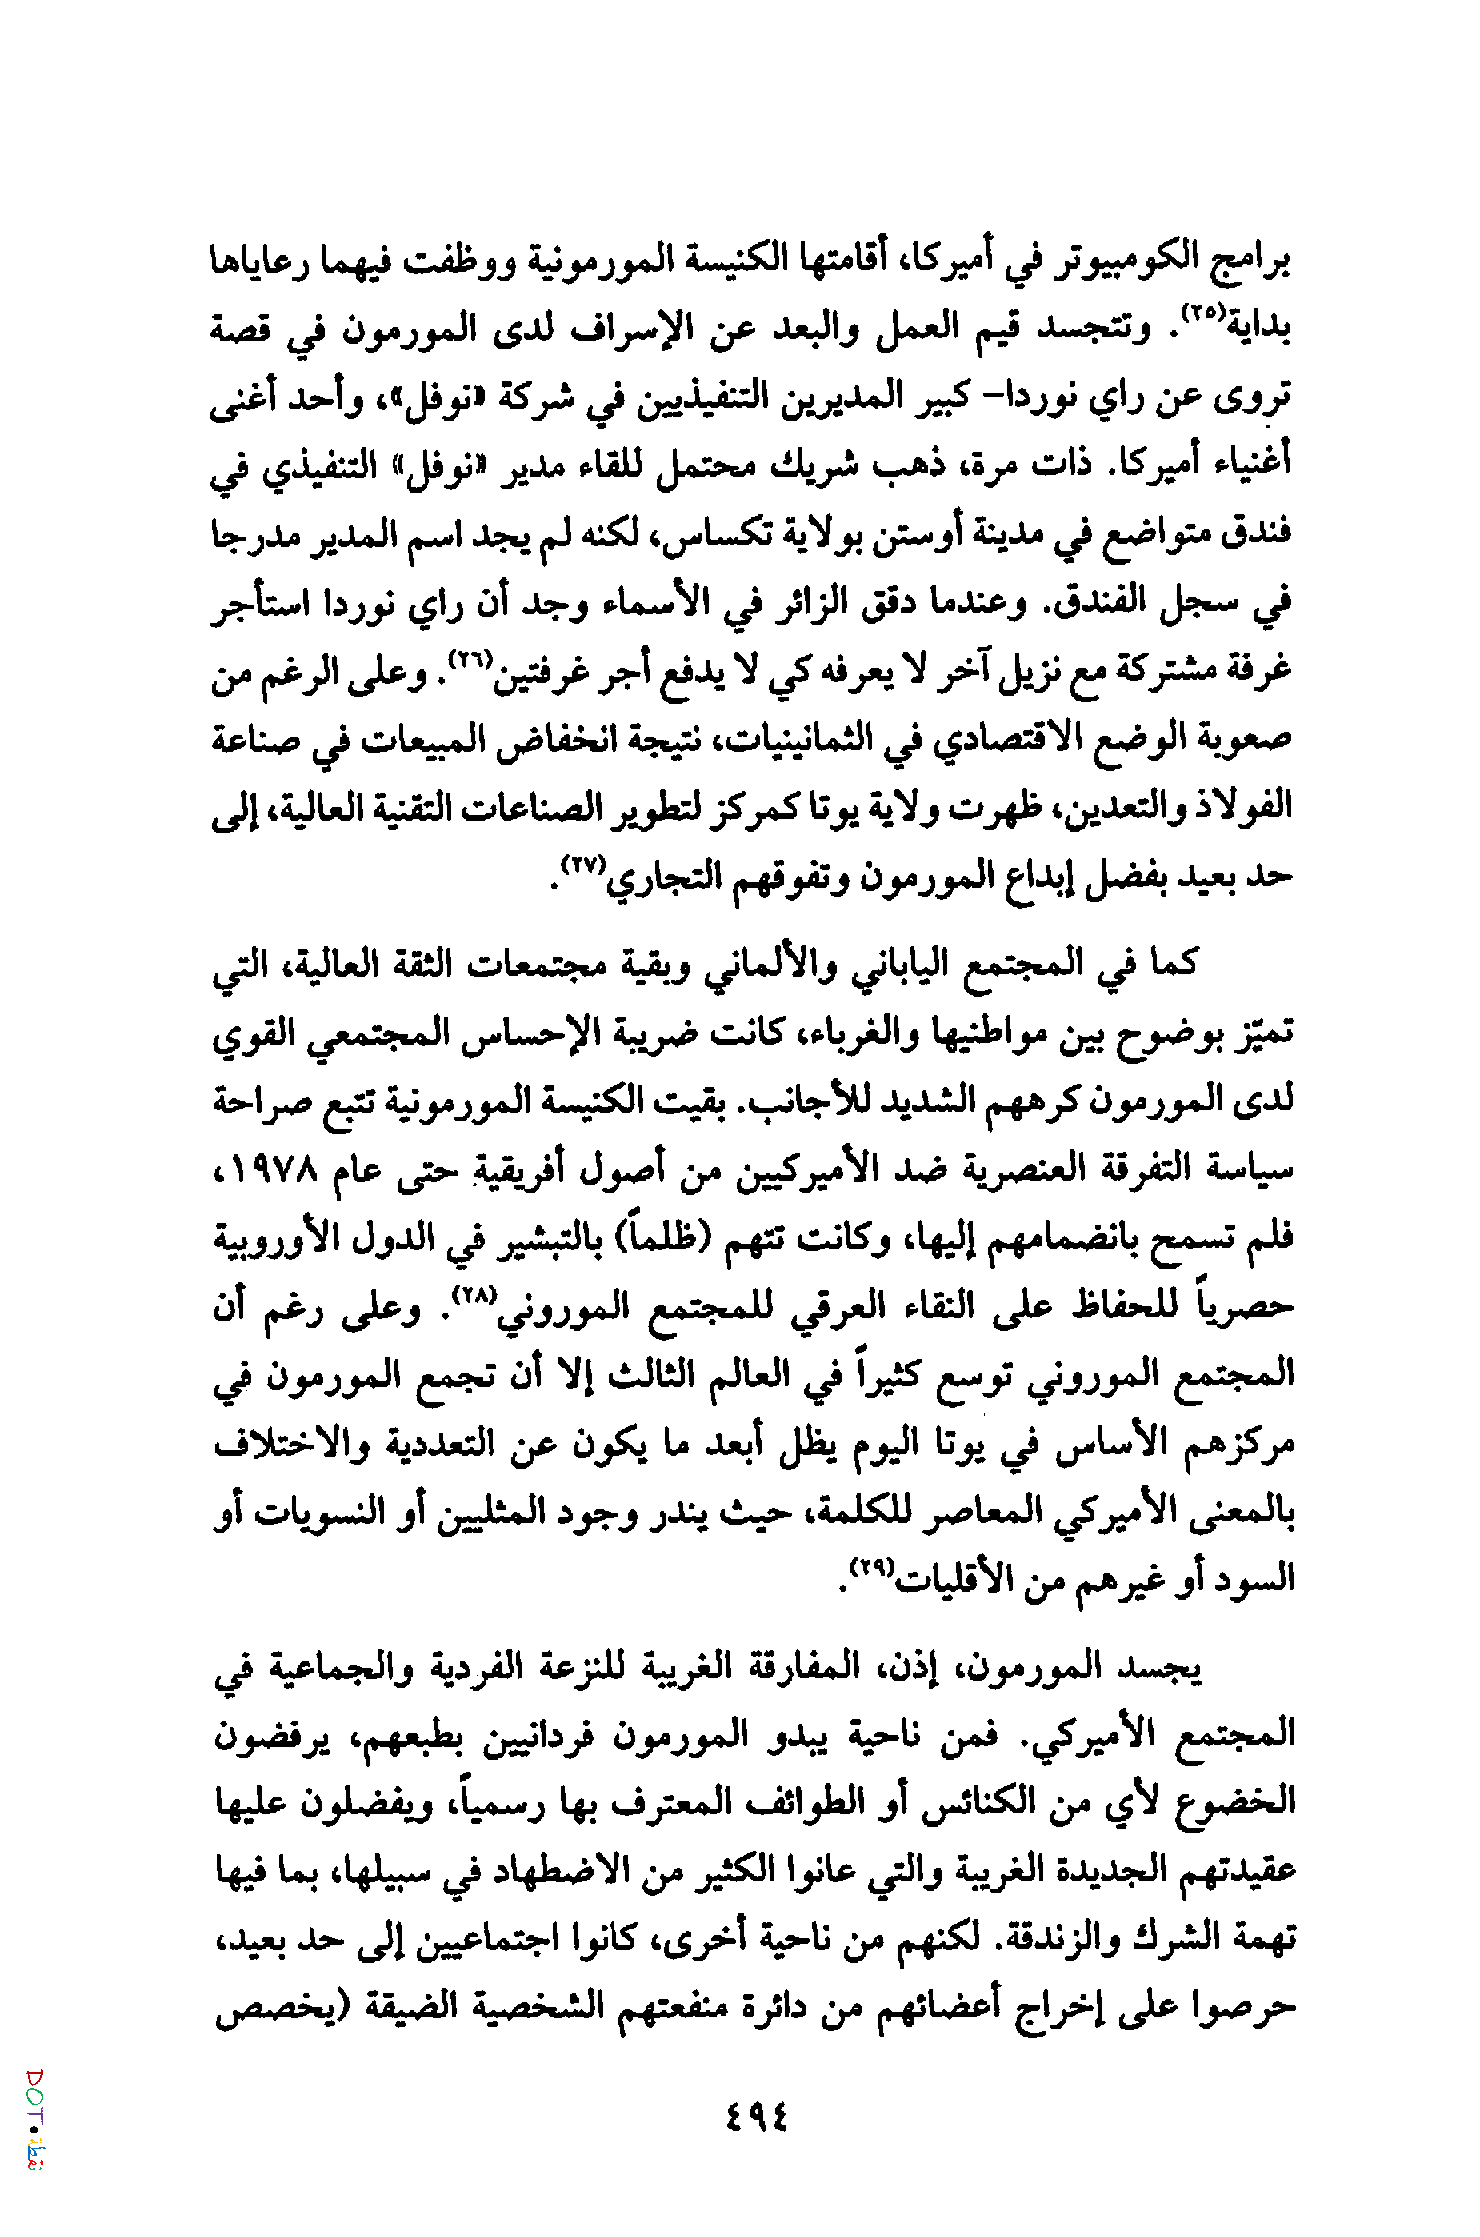 برامج الكومبيوتر في أميركا، أقامتها الكنيسة المورمونية ووظفت فيهما رعاياها
بداية(٢٥). وتتجسد قيم العمل والبعد عن الإسراف لدى المورمون في قصة
تروى عن راي نوردا- كبير المديرين التنفيذيين في شركة «نوفل»، وأحد أغنى
أغنياء أميركا. ذات مرة، ذهب شريك محتمل للقاء مدير «نوفل» التنفيذي في
فندق متواضع في مدينة أوستن بولاية تكساس، لكنه لم يجد اسم المدير مدرجا
في سجل الفندق. وعندما دقق الزائر في الأسماء وجد أن راي نوردا استأجر
غرفة مشتركة مع نزيل آخر لا يعرفه كي لا يدفع أجر غرفتين(٢٦). وعلى الرغم من
صعوبة الوضع الاقتصادي في الثمانينيات، نتيجة انخفاض المبيعات في صناعة
الفولاذ والتعدين، ظهرت ولاية يوتا كمركز لتطوير الصناعات التقنية العالية، إلى
حد بعيد بفضل إبداع المورمون وتفوقهم التجاري(٢٧).
كما في المجتمع الياباني والألماني وبقية مجتمعات الثقة العالية، التي
تميّز بوضوح بين مواطنيها والغرباء، كانت ضريبة الإحساس المجتمعي القوي
لدى المورمون كرههم الشديد للأجانب. بقيت الكنيسة المورمونية تتبع صراحة
سياسة التفرقة العنصرية ضد الأميركيين من أصول أفريقية حتى عام ١٩٧٨،
فلم تسمح بانضمامهم إليها، وكانت تتهم (ظلماً) بالتبشير في الدول الأوروبية
حصرياً للحفاظ على النقاء العرقي للمجتمع الموروني(٢٨). وعلى رغم أن
المجتمع الموروني توسع كثيراً في العالم الثالث إلا أن تجمع المورمون في
مركزهم الأساس في يوتا اليوم يظل أبعد ما يكون عن التعددية والاختلاف
بالمعنى الأميركي المعاصر للكلمة، حيث يندر وجود المثليين أو النسويات أو
السود أو غيرهم من الأقليات(٢٩).
يجسد المورمون، إذن، المفارقة الغريبة للنزعة الفردية والجماعية في
المجتمع الأميركي. فمن ناحية يبدو المورمون فردانيين بطبعهم، يرفضون
الخضوع لأي من الكنائس أو الطوائف المعترف بها رسمياً، ويفضلون عليها
عقيدتهم الجديدة الغريبة والتي عانوا الكثير من الاضطهاد في سبيلها، بما فيها
تهمة الشرك والزندقة. لكنهم من ناحية أخرى، كانوا اجتماعيين إلى حد بعيد،
حرصوا على إخراج أعضائهم من دائرة منفعتهم الشخصية الضيقة (يخصص
٤٩٤
DOT.نقطة